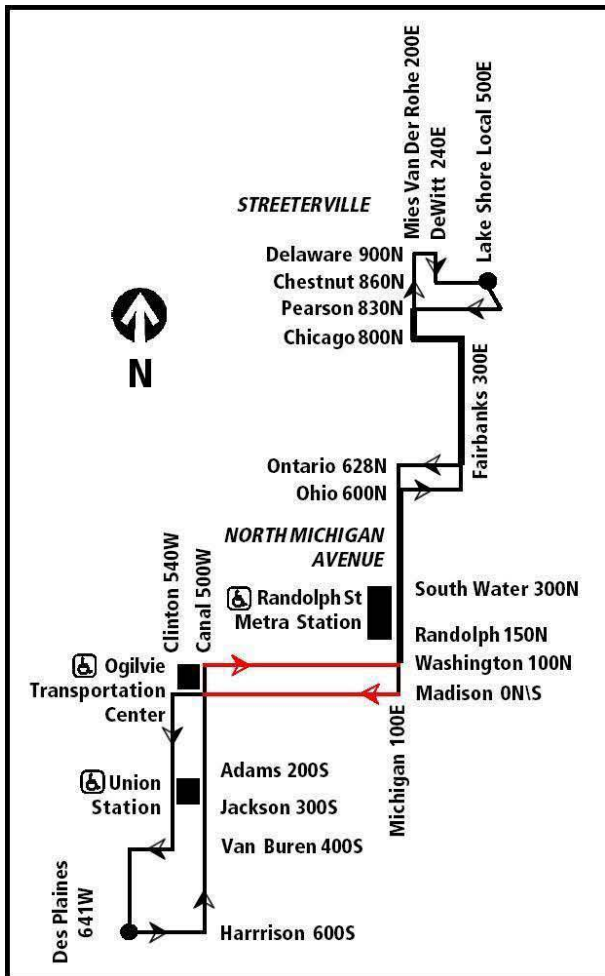 Mies Van Der Rohe 200E
DeWitt 240E
Lake Shore Local 500E
STREETERVILLE
Delaware 900N
Chestnut 860N
Pearson 830N
Chicago 800N
N
Fairbanks 300E
Ontario 628N
Ohio 600N
NORTH MICHIGAN
AVENUE
Clinton 540W
Canal 500W
Randolph St
Metra Station
South Water 300N
Randolph 150N
Washington 100N
Madison 0N\S
Ogilvie
Transportation
Center
Michigan 100E
Union
Station
Adams 200S
Jackson 300S
Van Buren 400S
Des Plaines
641W
Harrrison 600S